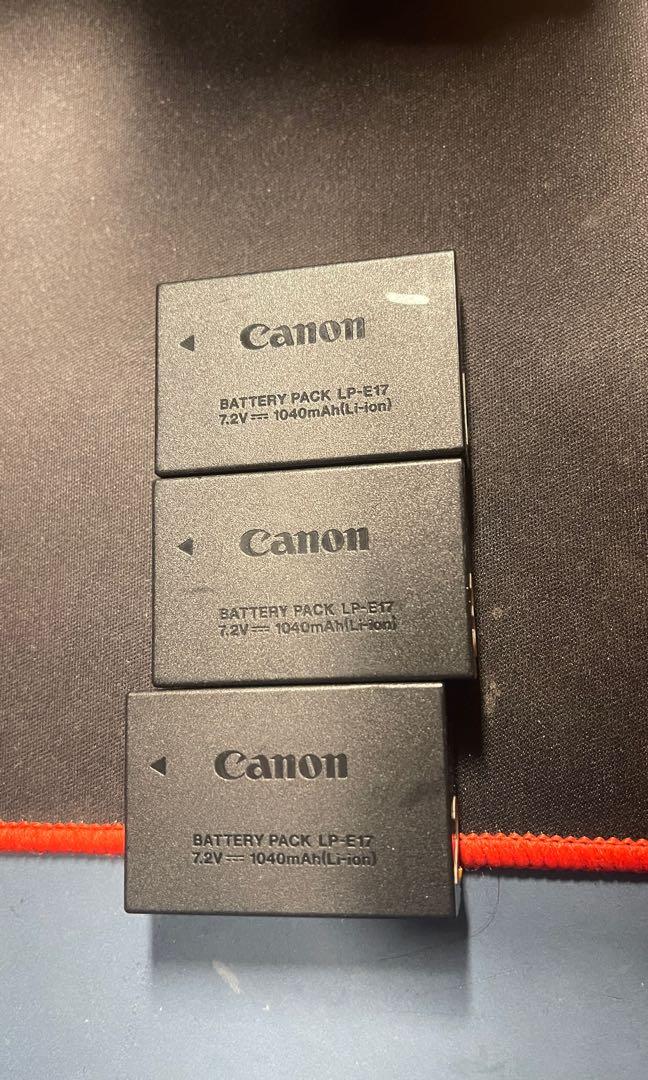 Canon
BATTERY PACK LP-E17
7.2V⎓ 1040mAh(Li-ion)
Canon
BATTERY PACK LP-E17
7.2V⎓ 1040mAh(Li-ion)
Canon
BATTERY PACK LP-E17
7.2V⎓ 1040mAh(Li-ion)